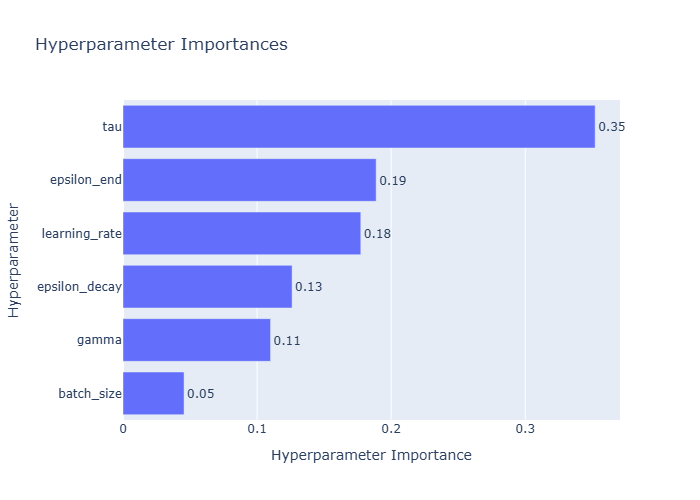 Hyperparameter Importances
Hyperparameter
tau
0.35
epsilon_end
0.19
learning_rate
0.18
epsilon_decay
0.13
gamma
0.11
batch_size
0.05
0
0.1
0.2
0.3
Hyperparameter Importance